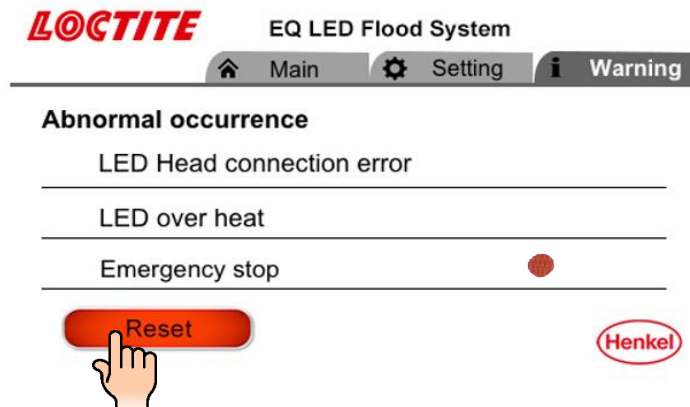 LOCTITE EQ LED Flood System
Main Setting i Warning
Abnormal occurrence
LED Head connection error
LED over heat
Emergency stop
Reset
Henkel